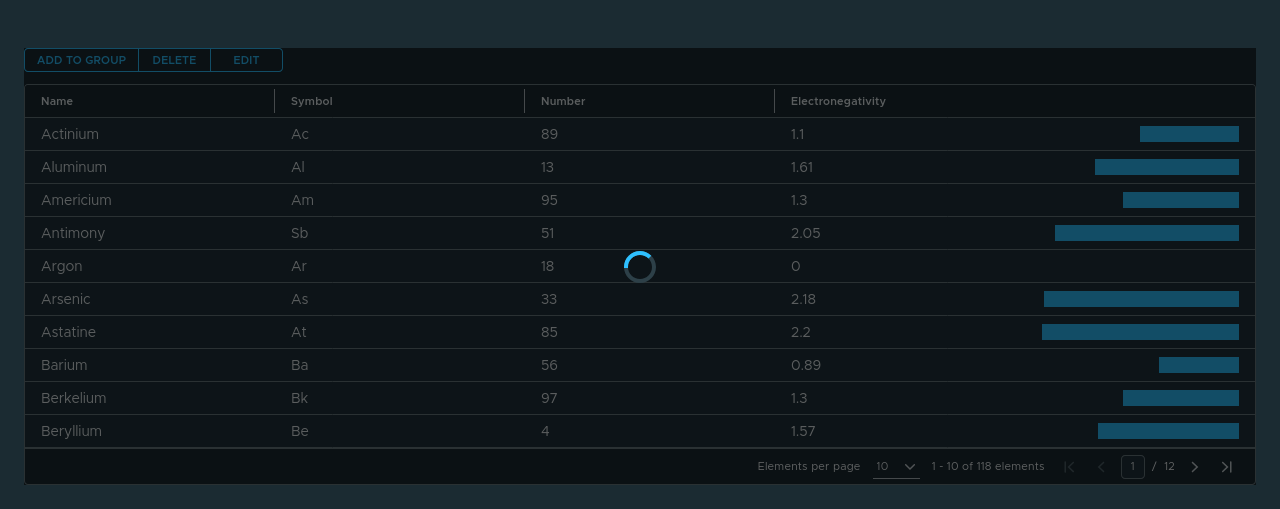 ADD TO GROUP DELETE EDIT
Name Symbol Number Electronegativity
Actinium Ac 89 1.1
Aluminum Al 13 1.61
Americium Am 95 1.3
Antimony Sb 51 2.05
Argon Ar 18 0
Arsenic As 33 2.18
Astatine At 85 2.2
Barium Ba 56 0.89
Berkelium Bk 97 1.3
Beryllium Be 4 1.57
Elements per page 10 1 - 10 of 118 elements 1 / 12